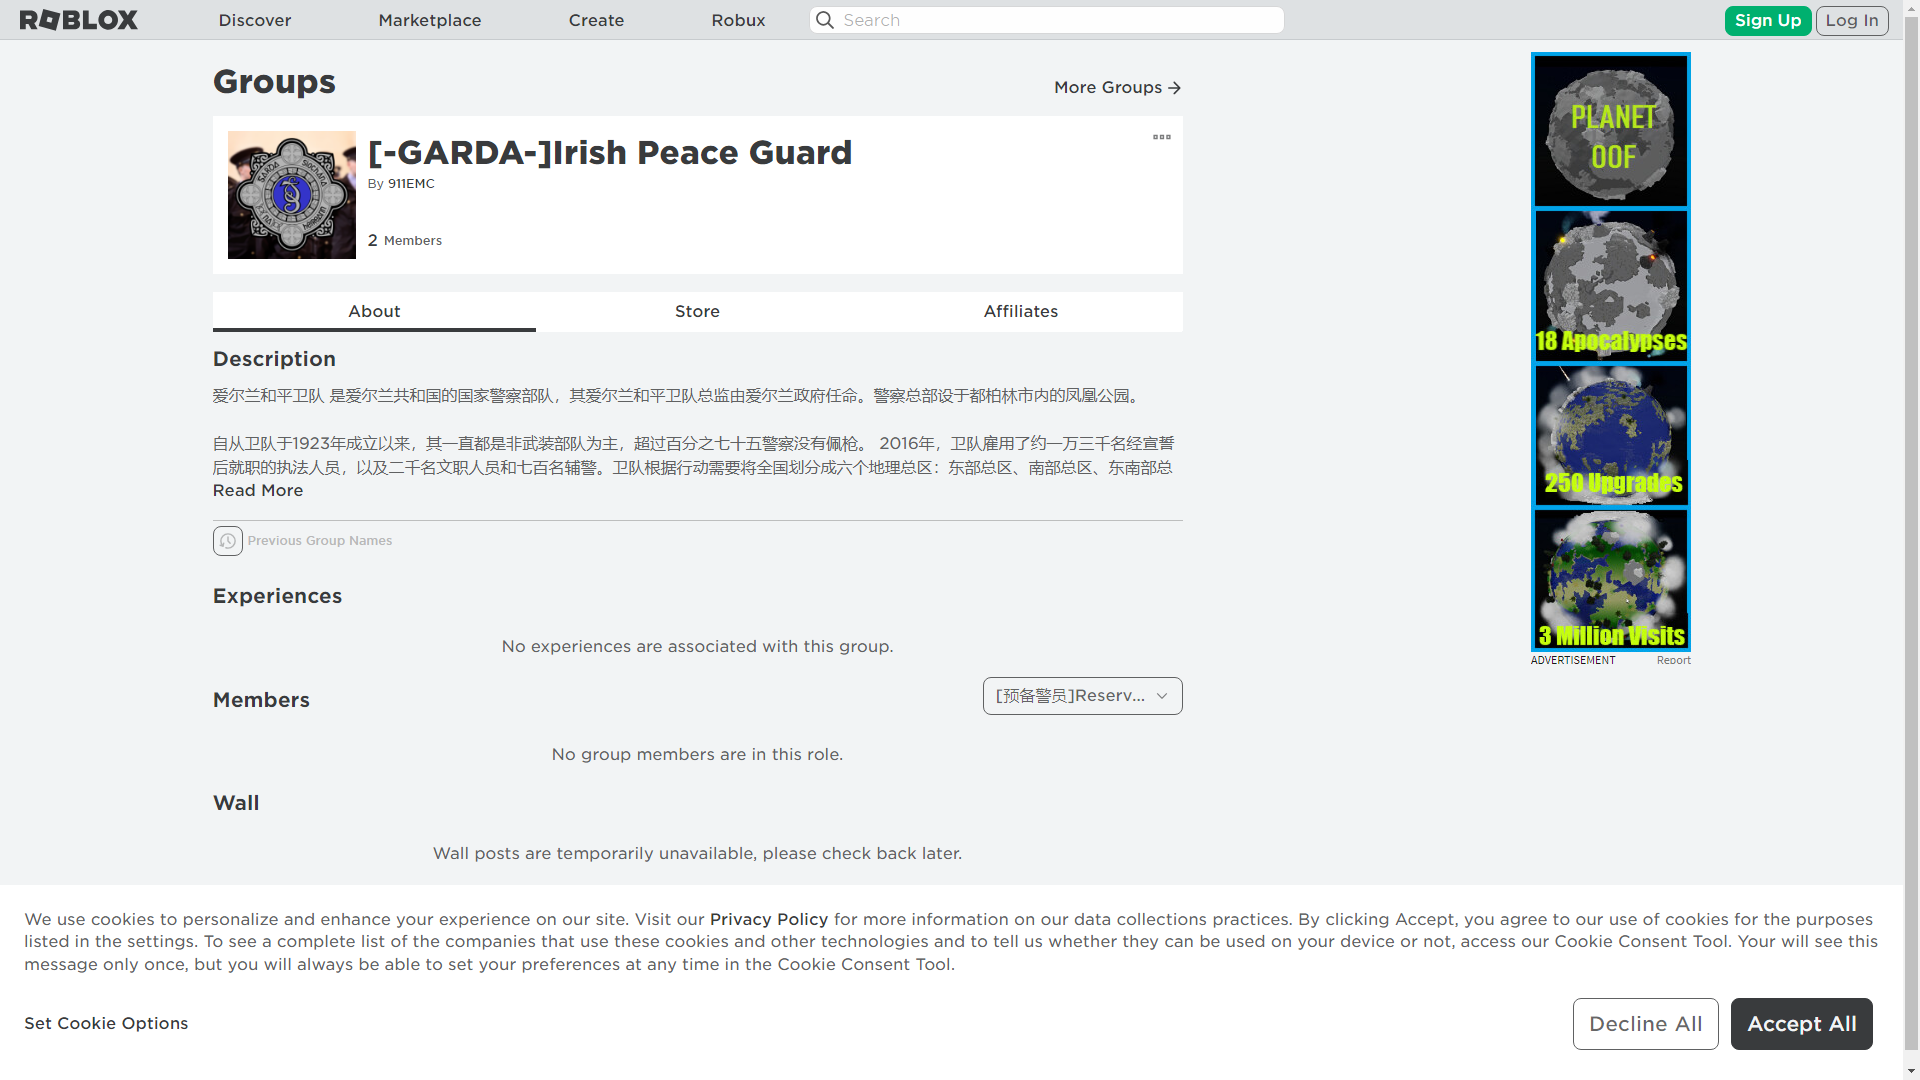 ROBLOX
Discover
Marketplace
Create
Robux
Search
Sign Up
Log In
Groups
More Groups
[-GARDA-]Irish Peace Guard
By 911EMC
2 Members
About
Store
Affiliates
Description
爱尔兰和平卫队 是爱尔兰共和国的国家警察部队，其爱尔兰和平卫队总监由爱尔兰政府任命。警察总部设于都柏林市内的凤凰公园。
自从卫队于1923年成立以来，其一直都是非武装部队为主，超过百分之七十五警察没有佩枪。 2016年，卫队雇用了约一万三千名经宣誓
后就职的执法人员，以及二千名文职人员和七百名辅警。卫队根据行动需要将全国划分成六个地理总区：东部总区、南部总区、东南部总
Read More
Previous Group Names
Experiences
No experiences are associated with this group.
Members
[预备警员]Reserv...
No group members are in this role.
Wall
Wall posts are temporarily unavailable, please check back later.
PLANET
OOF
18 Apocalypses
250 Upgrades
3 Million Visits
ADVERTISEMENT
Report
We use cookies to personalize and enhance your experience on our site. Visit our Privacy Policy for more information on our data collections practices. By clicking Accept, you agree to our use of cookies for the purposes
listed in the settings. To see a complete list of the companies that use these cookies and other technologies and to tell us whether they can be used on your device or not, access our Cookie Consent Tool. Your will see this
message only once, but you will always be able to set your preferences at any time in the Cookie Consent Tool.
Set Cookie Options
Decline All
Accept All